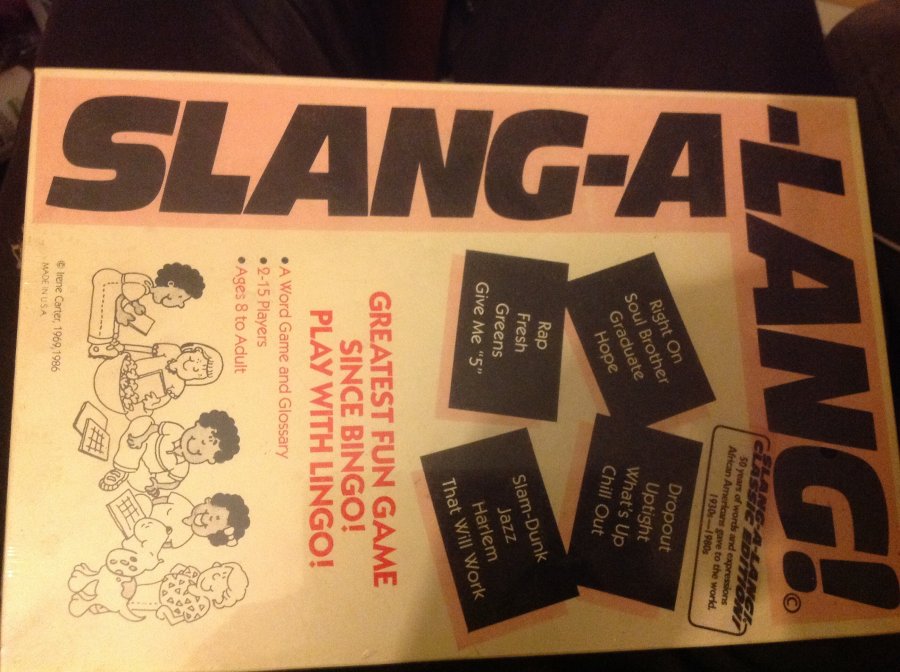 SLANG-A
-LANG!©
SLANG-A-LANG!
CLASSIC EDITION!
50 years of words and expressions
African Americans gave to the world.
1930s—1980s
Right On
Soul Brother
Graduate
Hope
Dropout
Uptight
What's Up
Chill Out
Rap
Fresh
Greens
Give Me "5"
Slam-Dunk
Jazz
Harlem
That Will Work
GREATEST FUN GAME
SINCE BINGO!
PLAY WITH LINGO!
• A Word Game and Glossary
• 2-15 Players
• Ages 8 to Adult
© Irene Carter, 1969, 1986
MADE IN U.S.A.